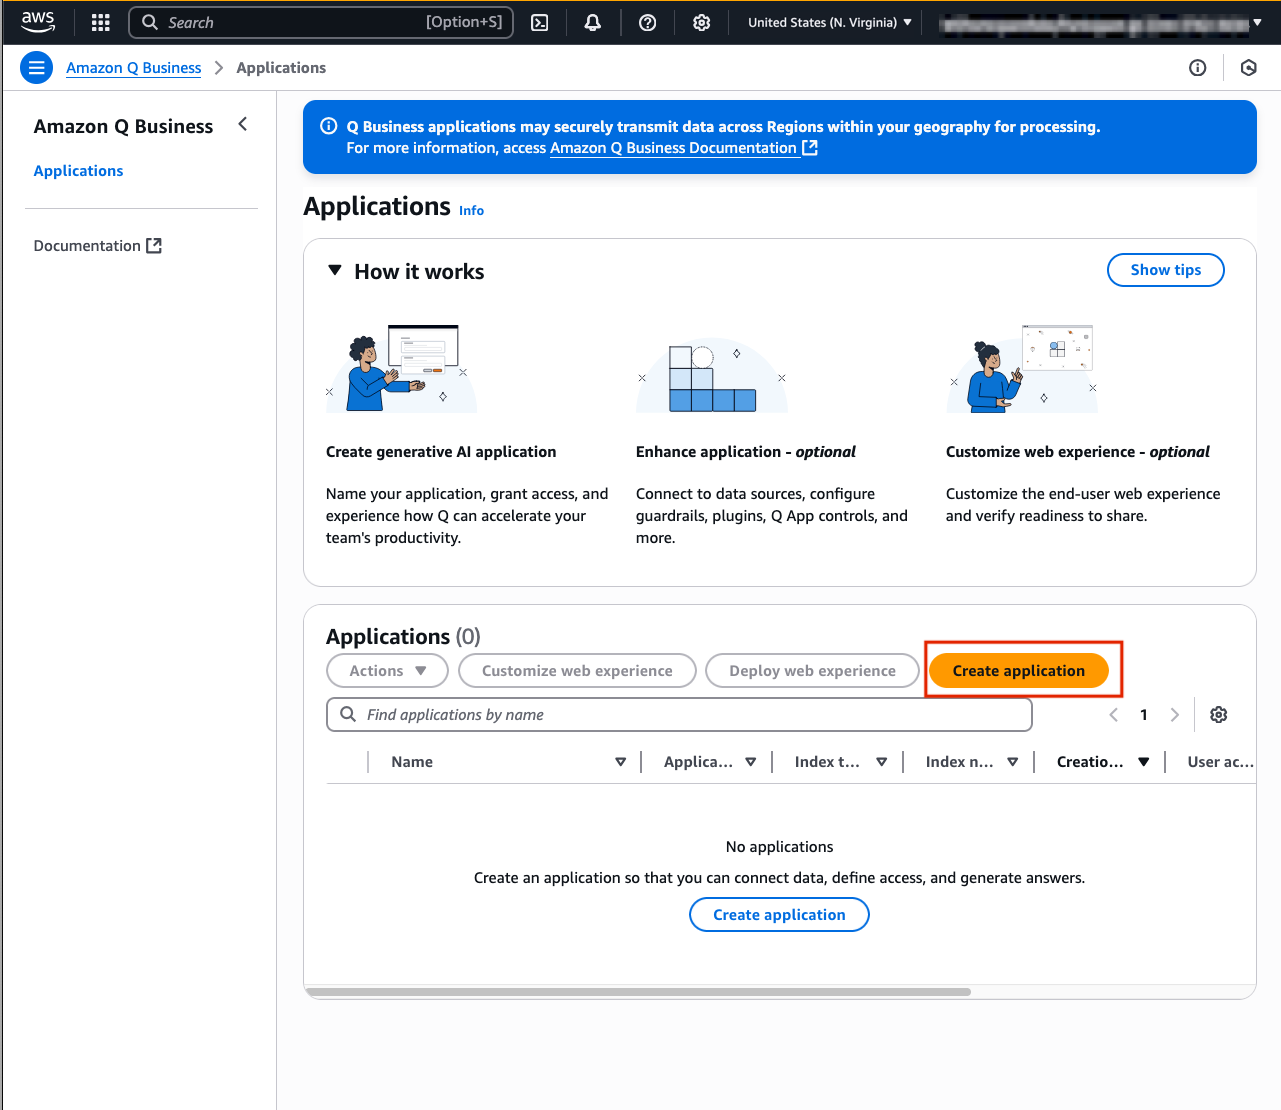 aws
Search [Option+S]
United States (N. Virginia)
Amazon Q Business
Applications
Amazon Q Business
Applications
Documentation
Q Business applications may securely transmit data across Regions within your geography for processing.
For more information, access Amazon Q Business Documentation
Applications Info
How it works
Show tips
Create generative AI application
Name your application, grant access, and
experience how Q can accelerate your
team's productivity.
Enhance application - optional
Connect to data sources, configure
guardrails, plugins, Q App controls, and
more.
Customize web experience - optional
Customize the end-user web experience
and verify readiness to share.
Applications (0)
Actions
Customize web experience
Deploy web experience
Create application
Find applications by name
1
Name
Applica...
Index t...
Index n...
Creatio...
User ac...
No applications
Create an application so that you can connect data, define access, and generate answers.
Create application